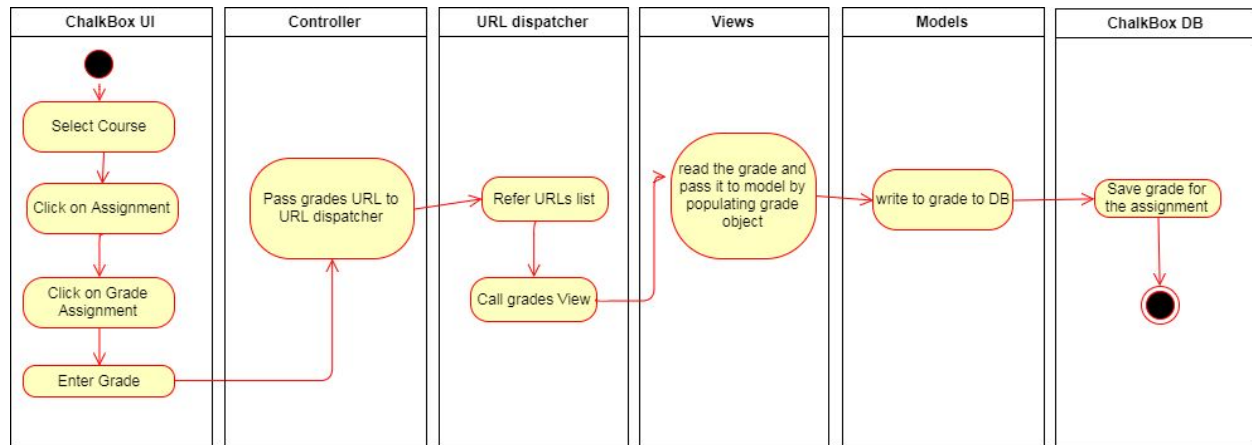 ChalkBox UI
Controller
URL dispatcher
Views
Models
ChalkBox DB
Select Course
Click on Assignment
Click on Grade
Assignment
Enter Grade
Pass grades URL to
URL dispatcher
Refer URLs list
Call grades View
read the grade and
pass it to model by
populating grade
object
write to grade to DB
Save grade for
the assignment